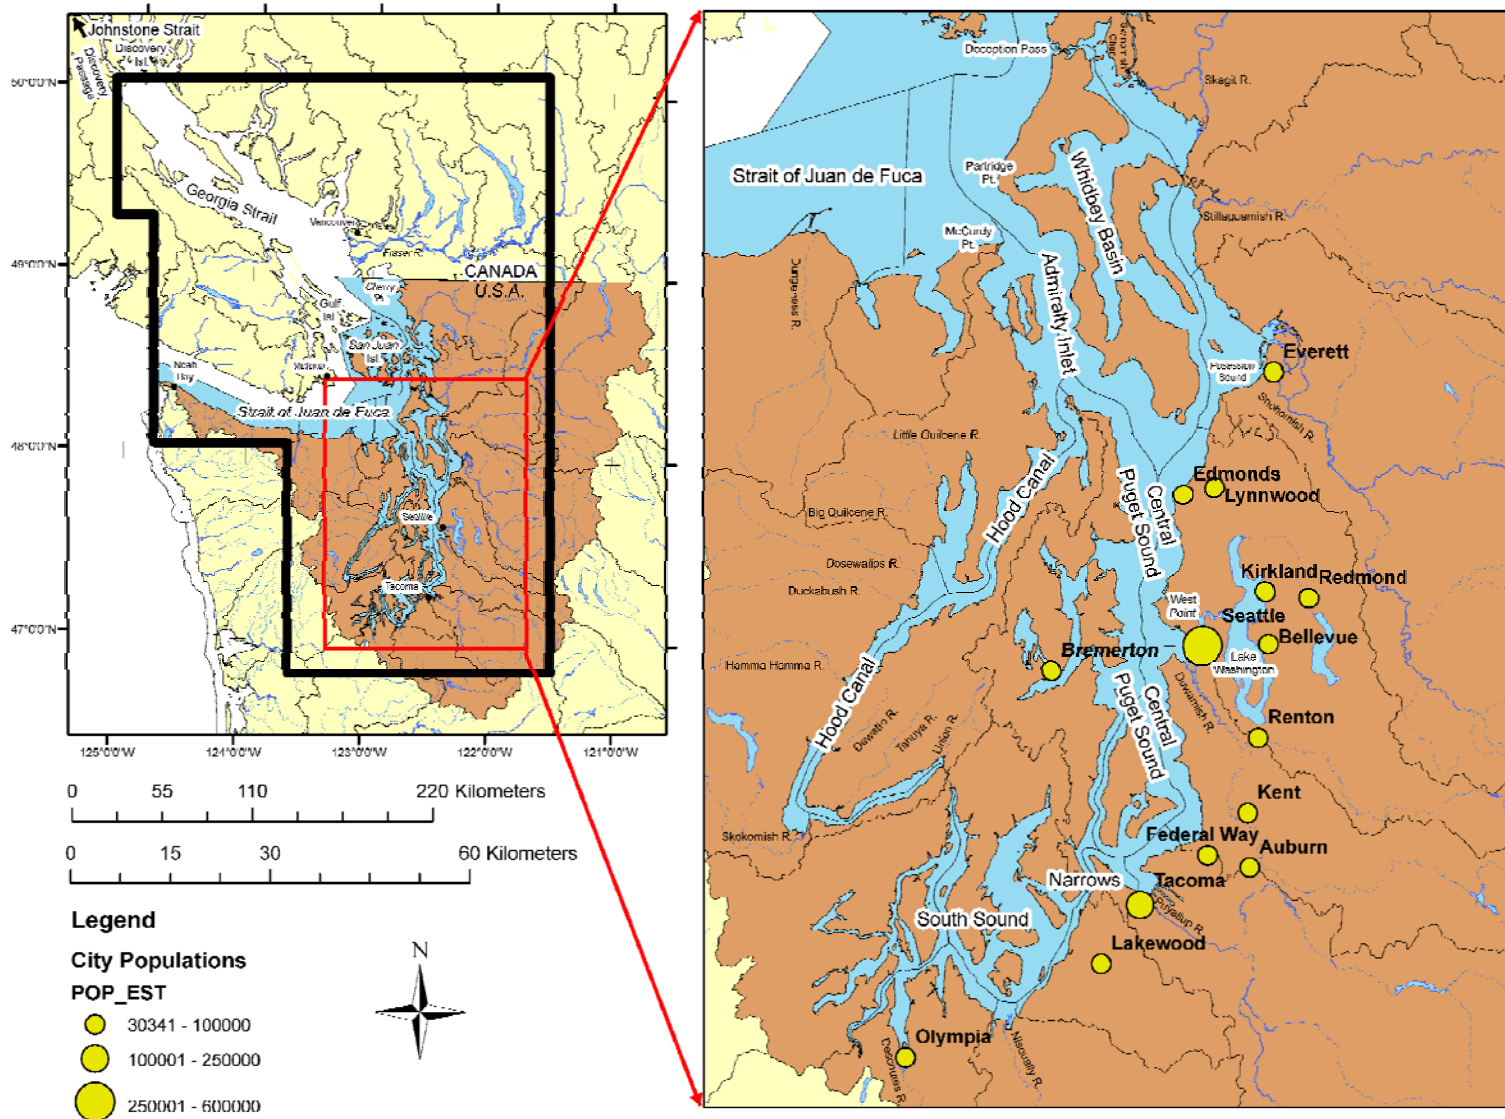 Johnstone Strait
Discovery
Isl.
Discovery
Passage
50°0'0"N
Georgia Strait
Vancouver
Fraser R.
49°0'0"N
CANADA
U.S.A.
Cherry
Pt.
Gulf
Isl.
San Juan
Isl.
Neah
Bay
Victoria
Strait of Juan de Fuca
48°0'0"N
Seattle
Tacoma
47°0'0"N
125°0'0"W
124°0'0"W
123°0'0"W
122°0'0"W
121°0'0"W
0 55 110 220 Kilometers
0 15 30 60 Kilometers
Legend
City Populations
POP_EST
30341 - 100000
100001 - 250000
250001 - 600000
N
Deception Pass
Skagit R.
Strait of Juan de Fuca
Partridge
Pt.
Whidbey Basin
Stillaguamish R.
McCurdy
Pt.
Dungeness R.
Admiralty Inlet
Everett
Possession
Sound
Snohomish R.
Little Quilcene R.
Edmonds
Lynnwood
Hood Canal
Central
Puget Sound
Big Quilcene R.
Dosewallips R.
Duckabush R.
Kirkland
Redmond
West
Point
Seattle
Bellevue
Bremerton
Lake
Washington
Hamma Hamma R.
Hood Canal
Dewatto R.
Tahuya R.
Union R.
Central
Puget Sound
Duwamish R.
Renton
Kent
Skokomish R.
Federal Way
Auburn
Narrows
Tacoma
Puyallup R.
South Sound
Lakewood
Olympia
Deschutes R.
Nisqually R.